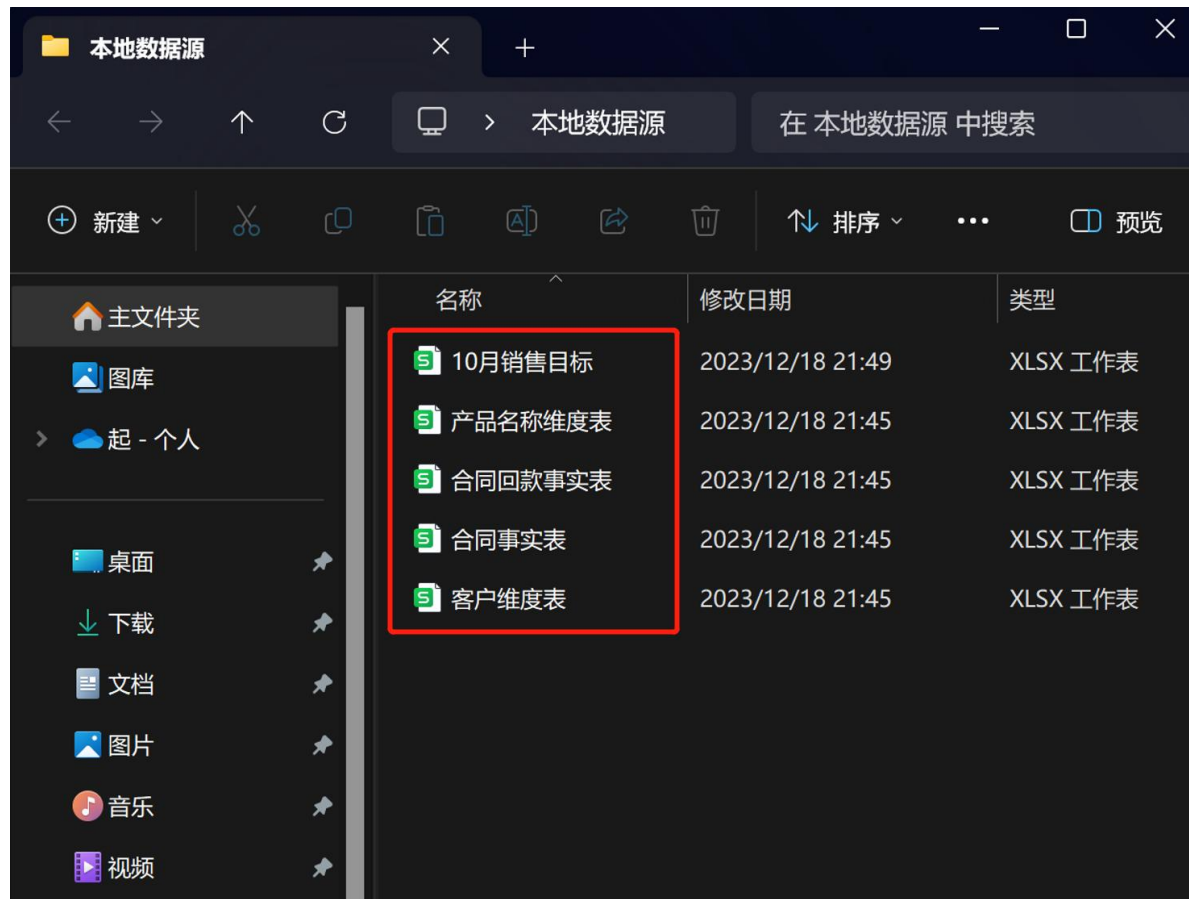 本地数据源
本地数据源
在 本地数据源 中搜索
新建
排序
预览
名称 修改日期 类型
主文件夹
图库
起 - 个人
桌面
下载
文档
图片
音乐
视频
10月销售目标 2023/12/18 21:49 XLSX 工作表
产品名称维度表 2023/12/18 21:45 XLSX 工作表
合同回款事实表 2023/12/18 21:45 XLSX 工作表
合同事实表 2023/12/18 21:45 XLSX 工作表
客户维度表 2023/12/18 21:45 XLSX 工作表